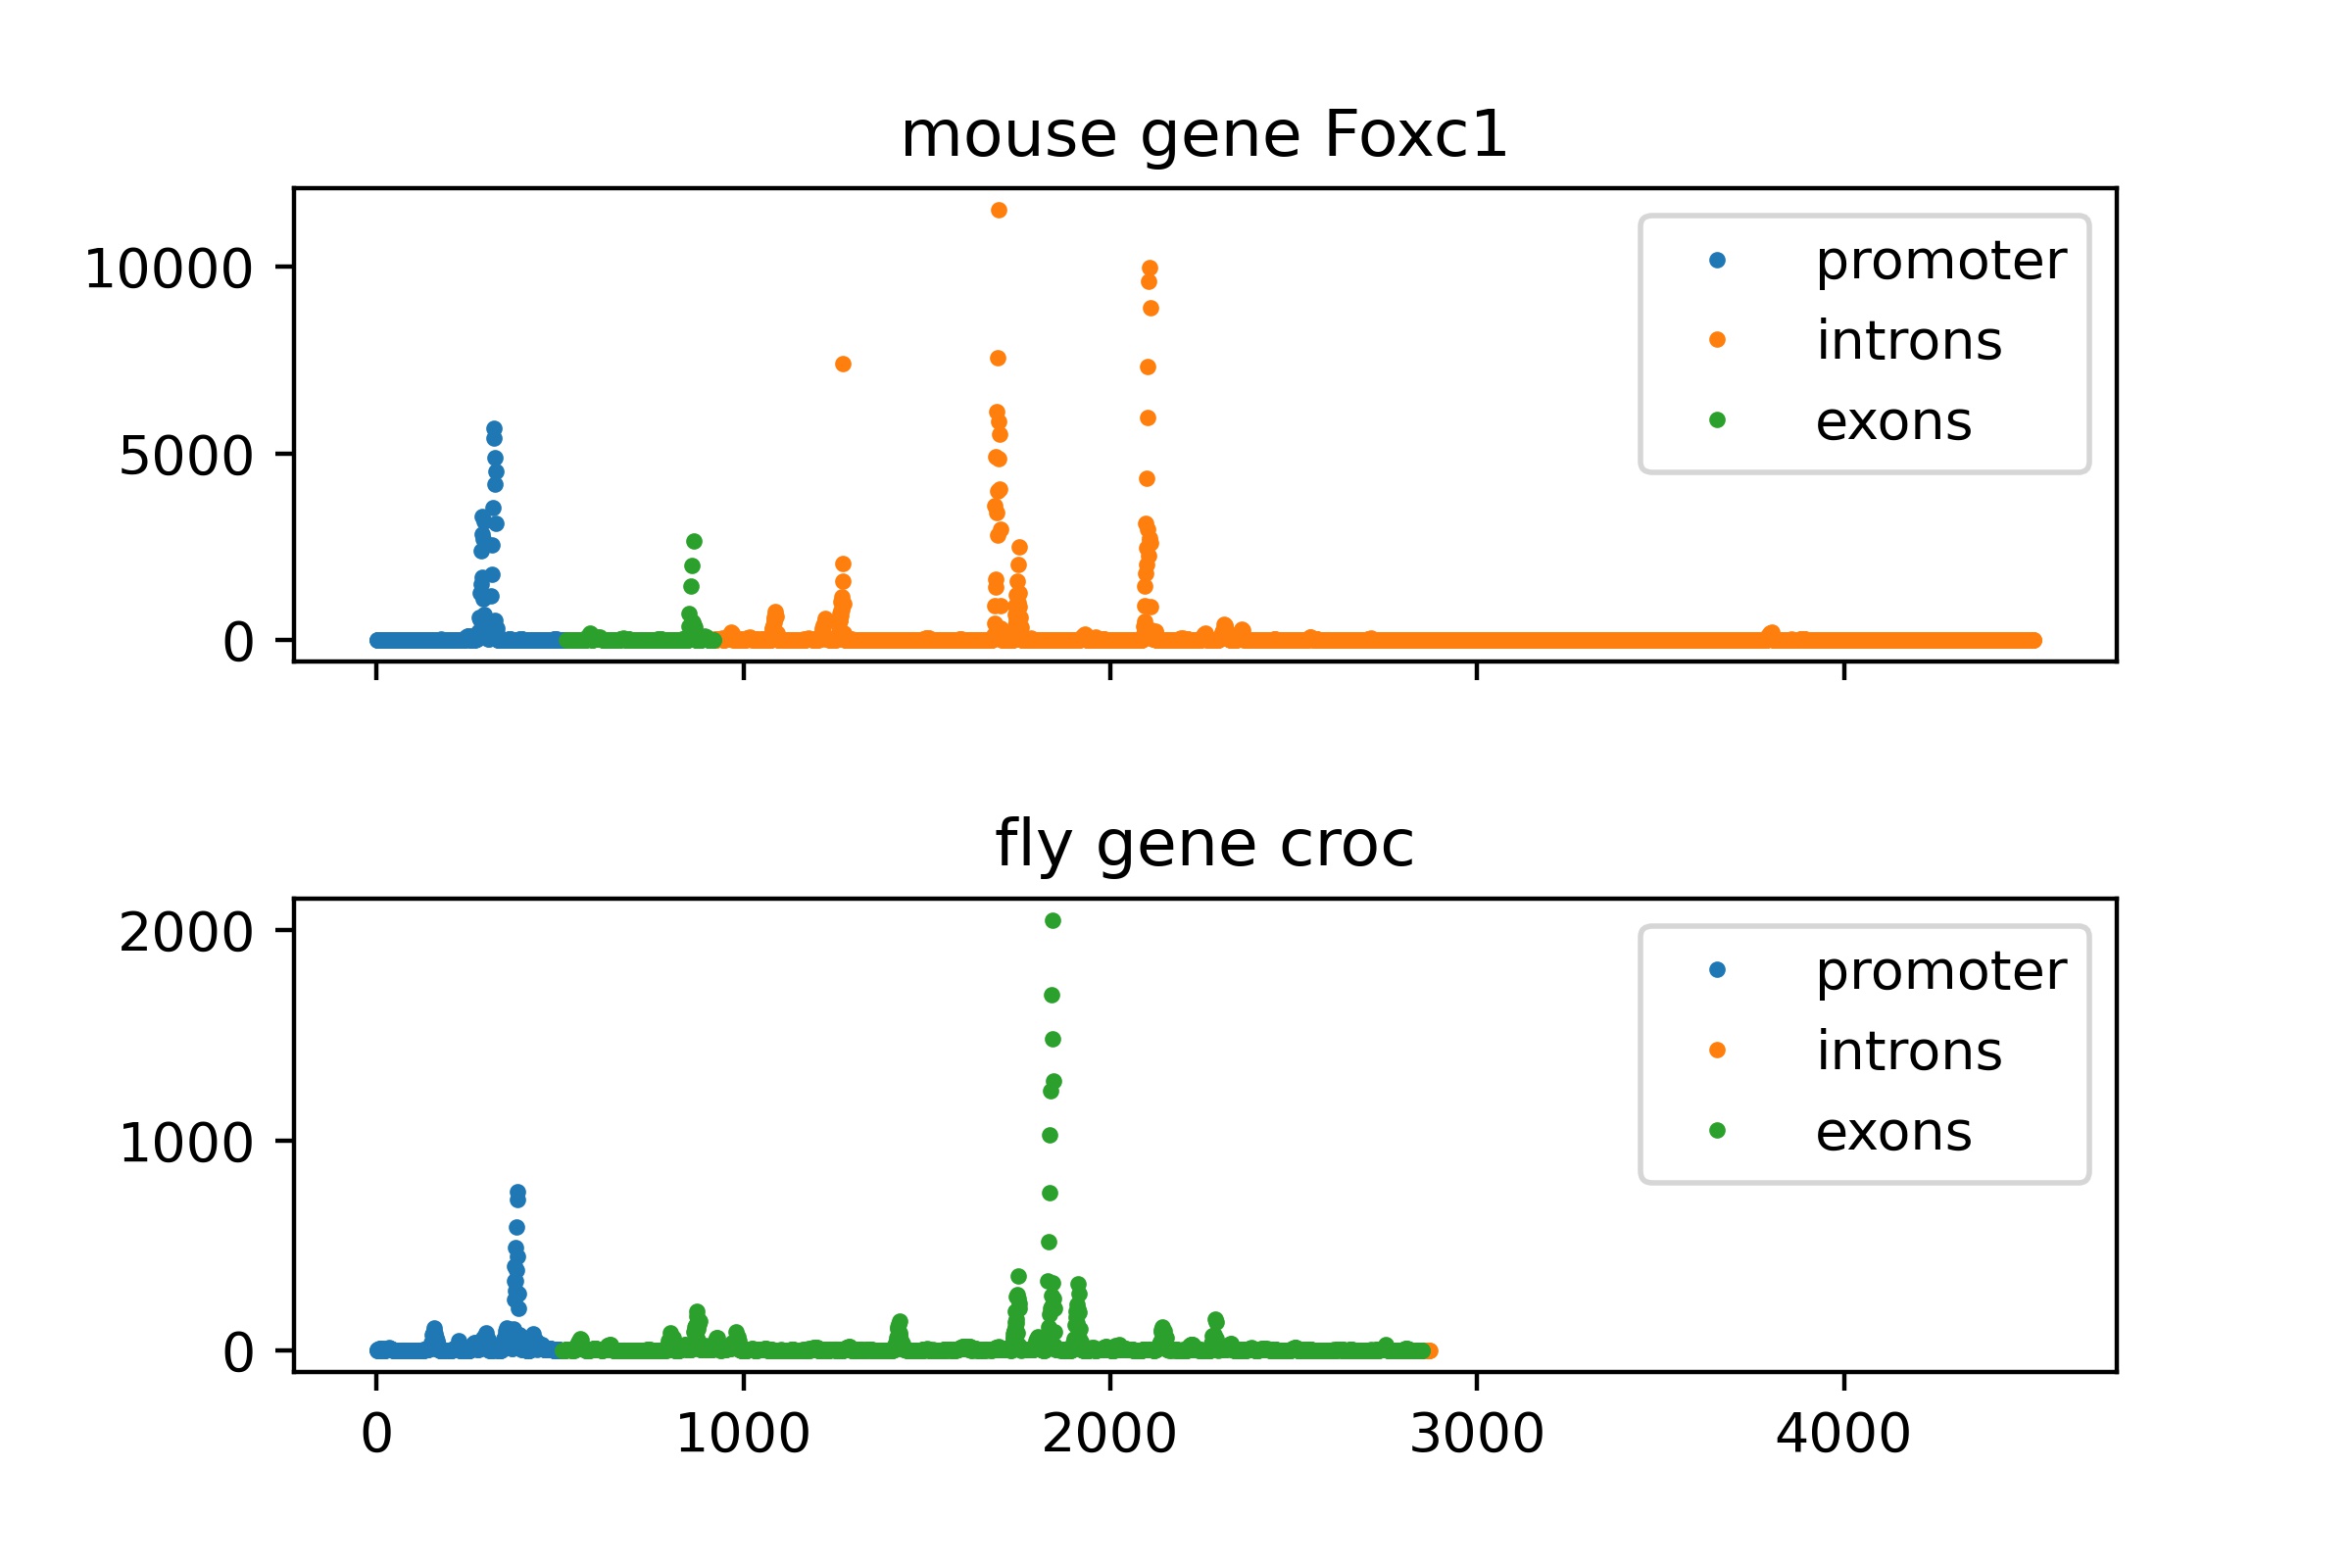 mouse gene Foxc1
10000
5000
0
promoter
introns
exons
fly gene croc
2000
1000
0
promoter
introns
exons
0 1000 2000 3000 4000